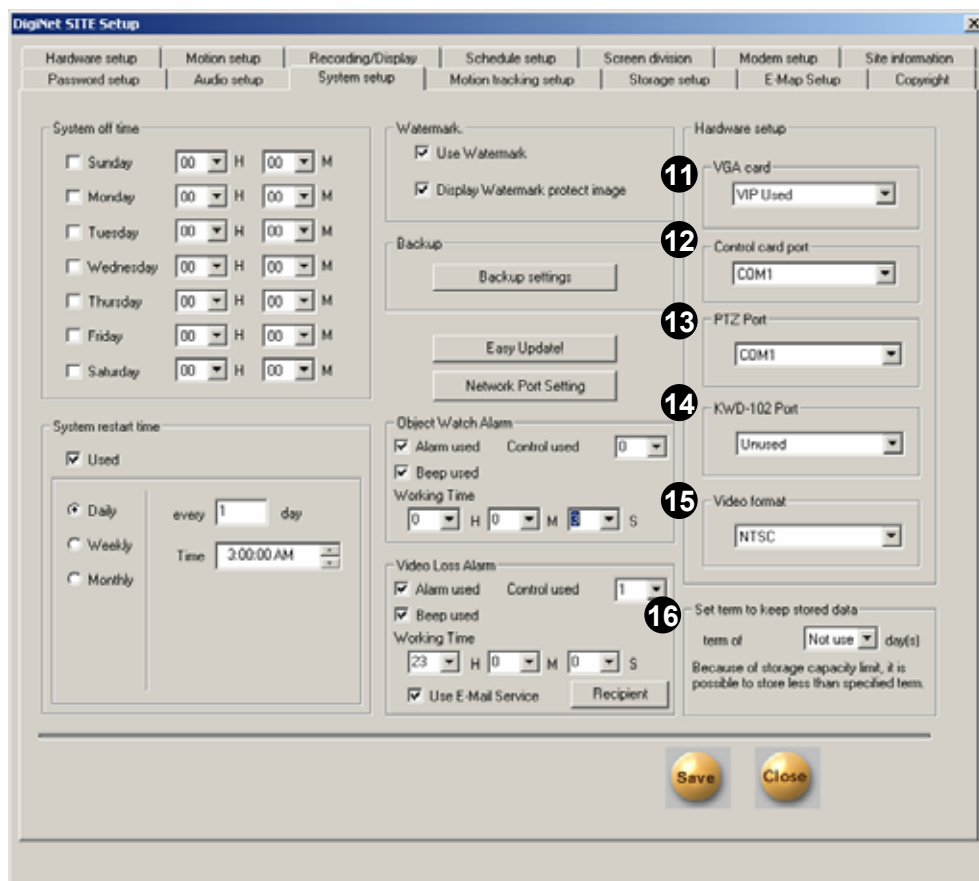 DigiNet SITE Setup
Hardware setup Motion setup Recording/Display Schedule setup Screen division Modem setup Site information
Password setup Audio setup System setup Motion tracking setup Storage setup E-Map Setup Copyright
System off time
Sunday 00 H 00 M
Monday 00 H 00 M
Tuesday 00 H 00 M
Wednesday 00 H 00 M
Thursday 00 H 00 M
Friday 00 H 00 M
Saturday 00 H 00 M
System restart time
Used
Daily
Weekly
Monthly
every 1 day
Time 3:00:00 AM
Watermark.
Use Watermark
Display Watermark protect image
Backup
Backup settings
Easy Update!
Network Port Setting
Object Watch Alarm
Alarm used Control used 0
Beep used
Working Time
0 H 0 M 3 S
Video Loss Alarm
Alarm used Control used 1
Beep used
Working Time
23 H 0 M 0 S
Use E-Mail Service Recipient
Hardware setup
11 VGA card
VIP Used
12 Control card port
COM1
13 PTZ Port
COM1
14 KWD-102 Port
Unused
15 Video format
NTSC
16 Set term to keep stored data
term of Not use day(s)
Because of storage capacity limit, it is
possible to store less than specified term.
Save Close